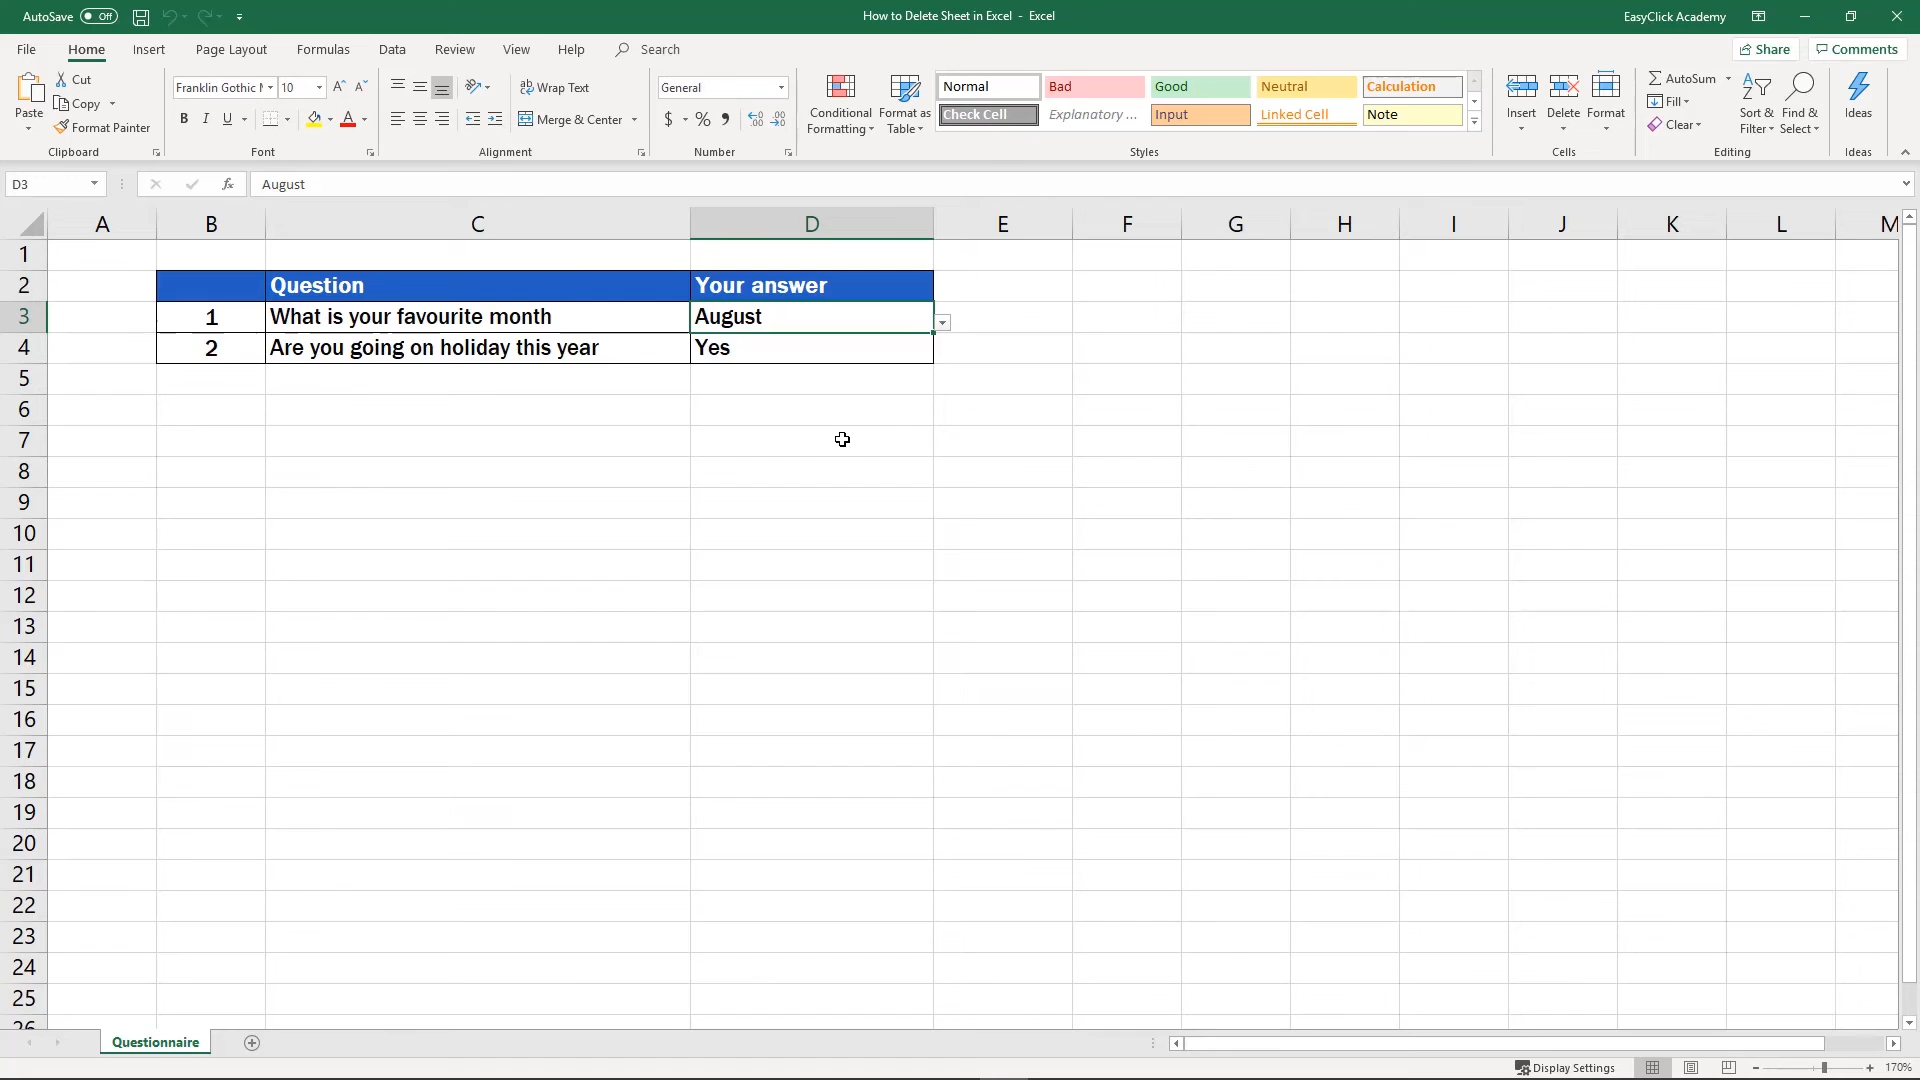 AutoSave Off How to Delete Sheet in Excel - Excel EasyClick Academy
File Home Insert Page Layout Formulas Data Review View Help Search Share Comments
Paste
Cut
Copy
Format Painter
Clipboard
10
B I U A
Font
Wrap Text
Merge & Center
Alignment
General
$ % 9
Number
Conditional Formatting
Format as Table
Normal Bad Good Neutral Calculation
Check Cell Explanatory ... Input Linked Cell Note
Styles
Insert Delete Format
Cells
AutoSum
Fill
Clear
Sort & Filter
Find & Select
Editing
Ideas
Ideas
D3 fx August
A B C D E F G H I J K L M
1
2 Question Your answer
3 1 What is your favourite month August
4 2 Are you going on holiday this year Yes
5
6
7
8
9
10
11
12
13
14
15
16
17
18
19
20
21
22
23
24
25
26
Questionnaire
Display Settings 170%